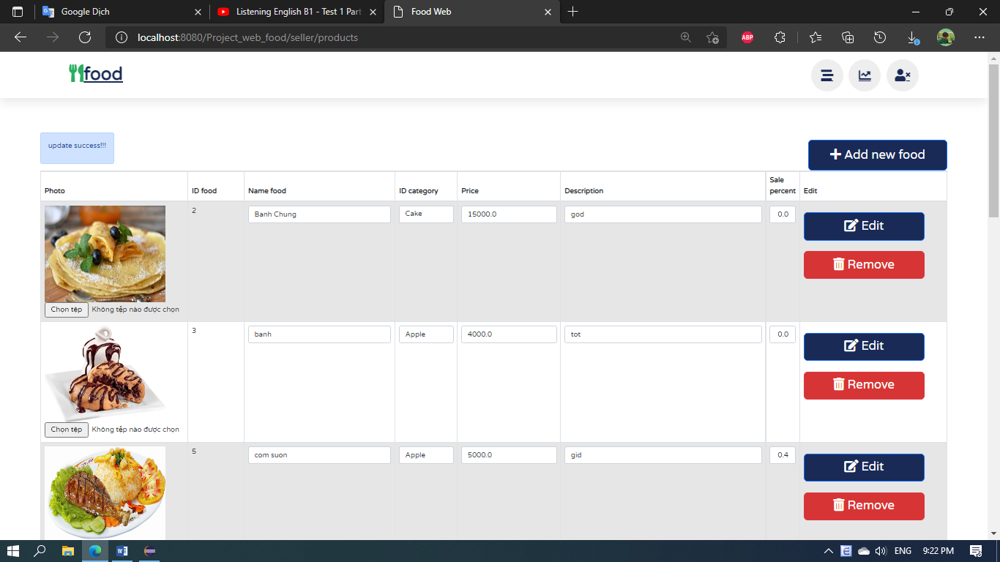 Google Dịch
Listening English B1 - Test 1 Part
Food Web
localhost:8080/Project_web_food/seller/products
ABP
food
update success!!!
Add new food
Photo ID food Name food ID category Price Description Sale percent Edit
2 Banh Chung Cake 15000.0 god 0.0 Edit
Remove
Chọn tệp Không tệp nào được chọn
3 banh Apple 4000.0 tot 0.0 Edit
Remove
Chọn tệp Không tệp nào được chọn
5 com suon Apple 5000.0 gid 0.4 Edit
Remove
ENG 9:22 PM